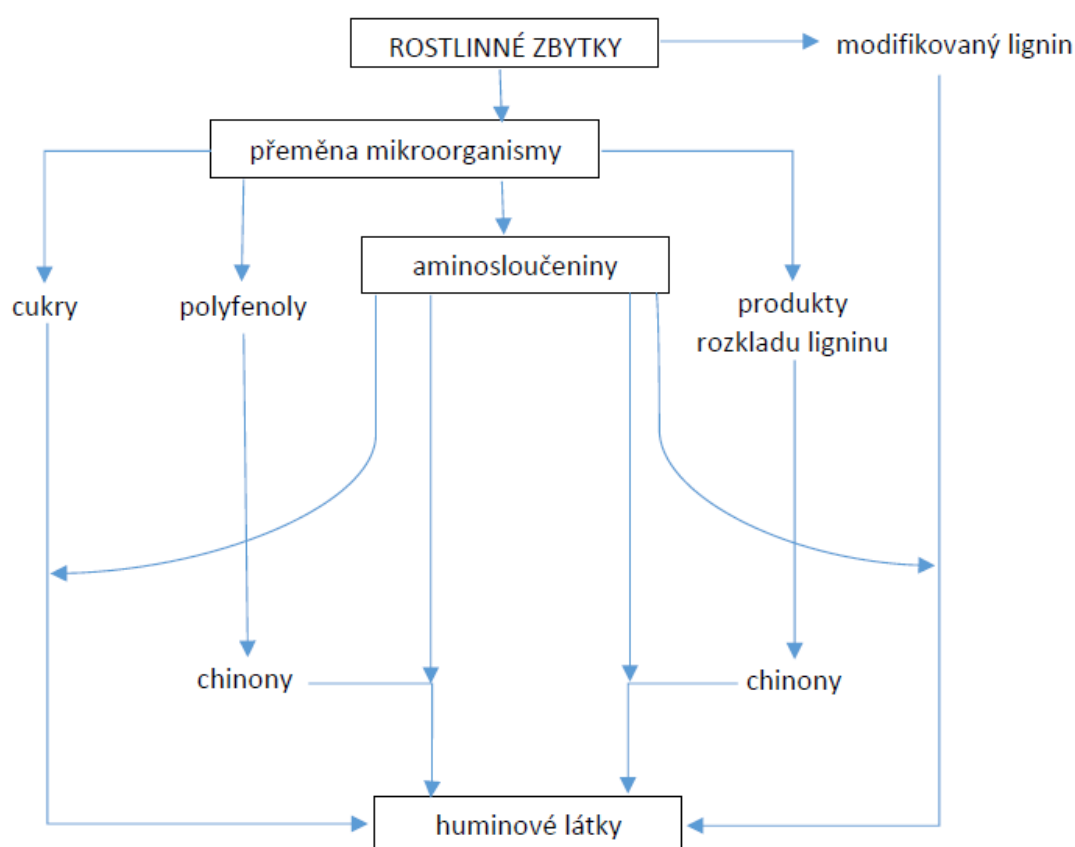 ROSTLINNÉ ZBYTKY
modifikovaný lignin
přeměna mikroorganismy
aminosloučeniny
cukry
polyfenoly
produkty
rozkladu ligninu
chinony
chinony
huminové látky